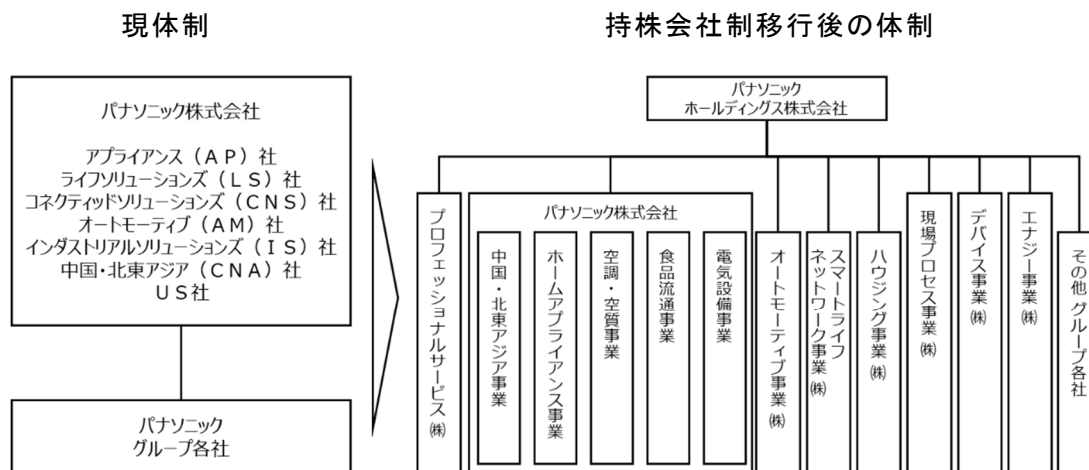 現体制
持株会社制移行後の体制
パナソニック株式会社
アプライアンス（ＡＰ）社
ライフソリューションズ（ＬＳ）社
コネクティッドソリューションズ（ＣＮＳ）社
オートモーティブ（ＡＭ）社
インダストリアルソリューションズ（ＩＳ）社
中国・北東アジア（ＣＮＡ）社
ＵＳ社
パナソニック
グループ各社
パナソニック
ホールディングス株式会社
プロフェッショナルサービス㈱
パナソニック株式会社
中国・北東アジア事業
ホームアプライアンス事業
空調・空質事業
食品流通事業
電気設備事業
オートモーティブ事業㈱
スマートライフ
ネットワーク事業㈱
ハウジング事業㈱
現場プロセス事業㈱
デバイス事業㈱
エナジー事業㈱
その他 グループ各社